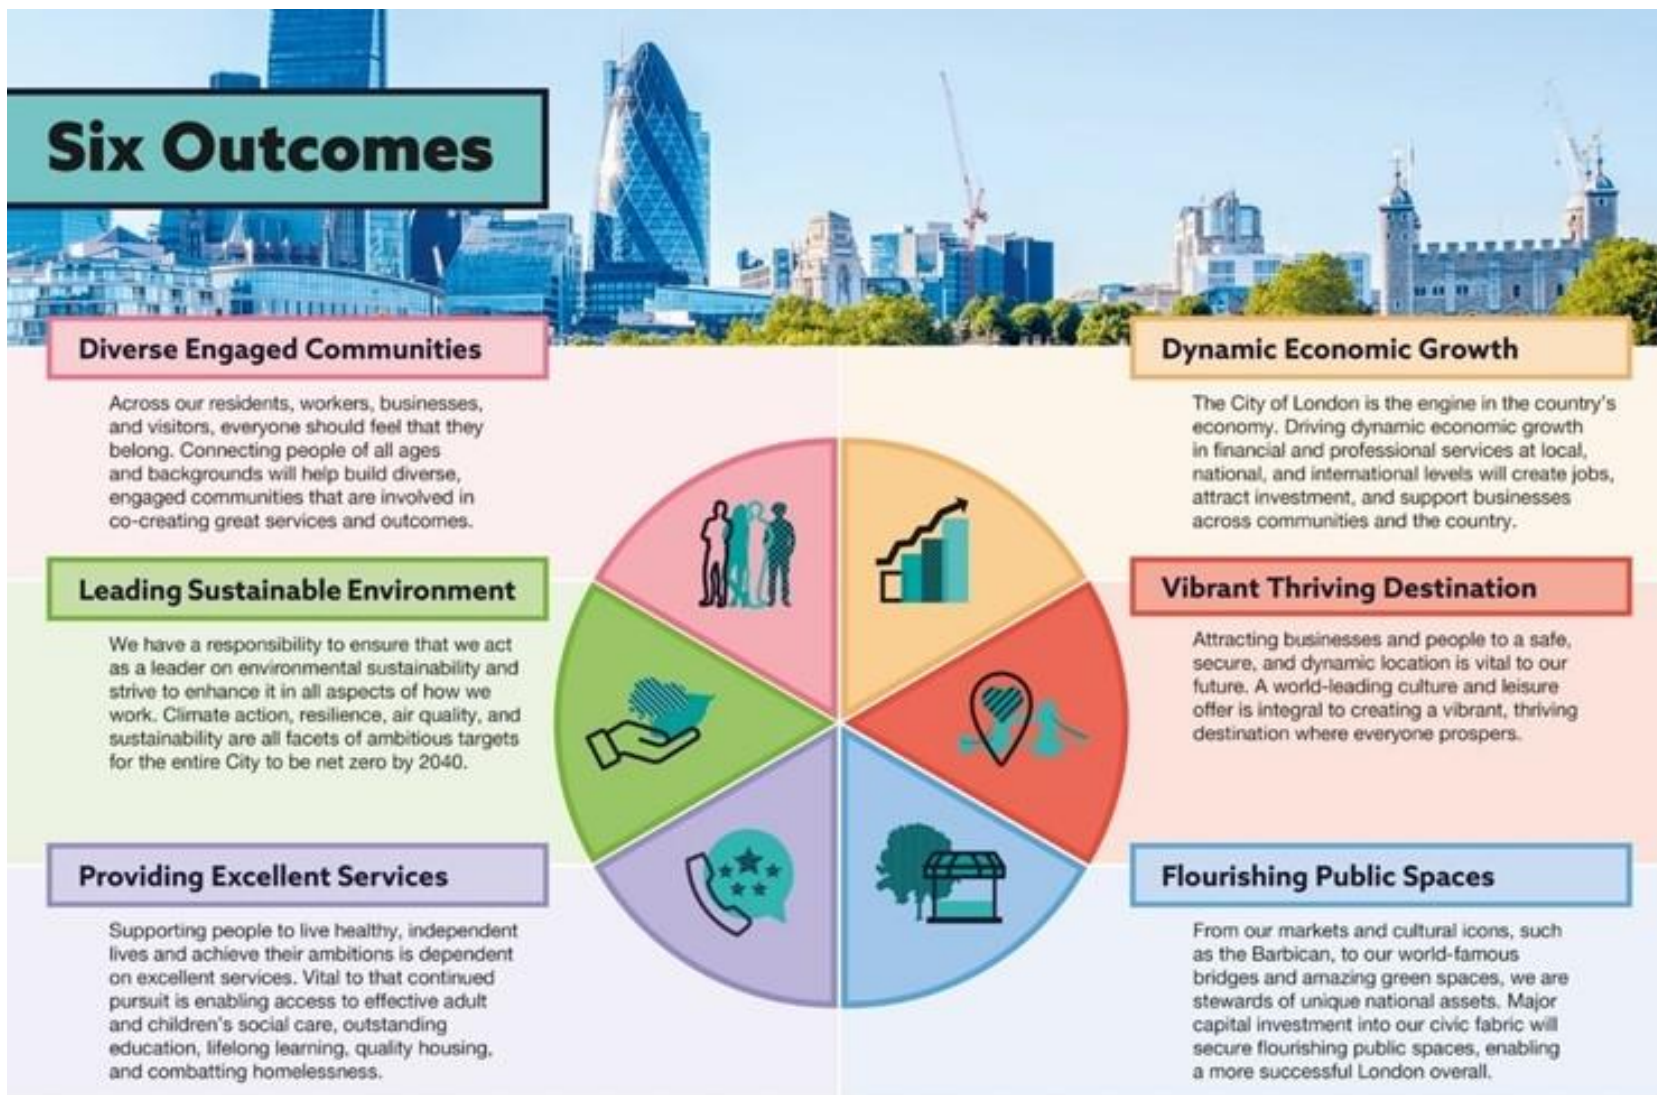 Six Outcomes
Diverse Engaged Communities
Across our residents, workers, businesses,
and visitors, everyone should feel that they
belong. Connecting people of all ages
and backgrounds will help build diverse,
engaged communities that are involved in
co-creating great services and outcomes.
Leading Sustainable Environment
We have a responsibility to ensure that we act
as a leader on environmental sustainability and
strive to enhance it in all aspects of how we
work. Climate action, resilience, air quality, and
sustainability are all facets of ambitious targets
for the entire City to be net zero by 2040.
Providing Excellent Services
Supporting people to live healthy, independent
lives and achieve their ambitions is dependent
on excellent services. Vital to that continued
pursuit is enabling access to effective adult
and children's social care, outstanding
education, lifelong learning, quality housing,
and combatting homelessness.
Dynamic Economic Growth
The City of London is the engine in the country's
economy. Driving dynamic economic growth
in financial and professional services at local,
national, and international levels will create jobs,
attract investment, and support businesses
across communities and the country.
Vibrant Thriving Destination
Attracting businesses and people to a safe,
secure, and dynamic location is vital to our
future. A world-leading culture and leisure
offer is integral to creating a vibrant, thriving
destination where everyone prospers.
Flourishing Public Spaces
From our markets and cultural icons, such
as the Barbican, to our world-famous
bridges and amazing green spaces, we are
stewards of unique national assets. Major
capital investment into our civic fabric will
secure flourishing public spaces, enabling
a more successful London overall.